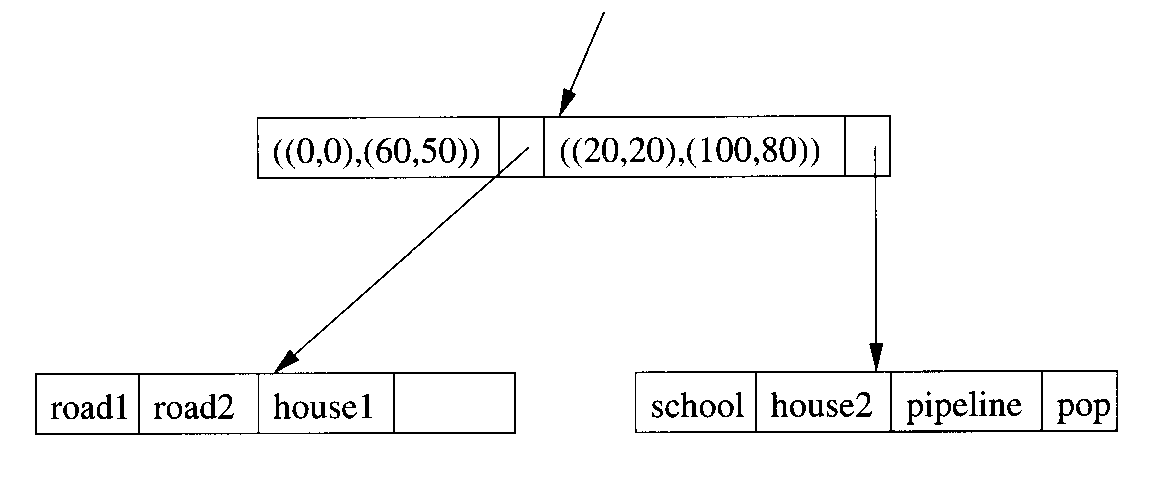 ((0,0),(60,50)) ((20,20),(100,80))
road1 road2 house1 school house2 pipeline pop